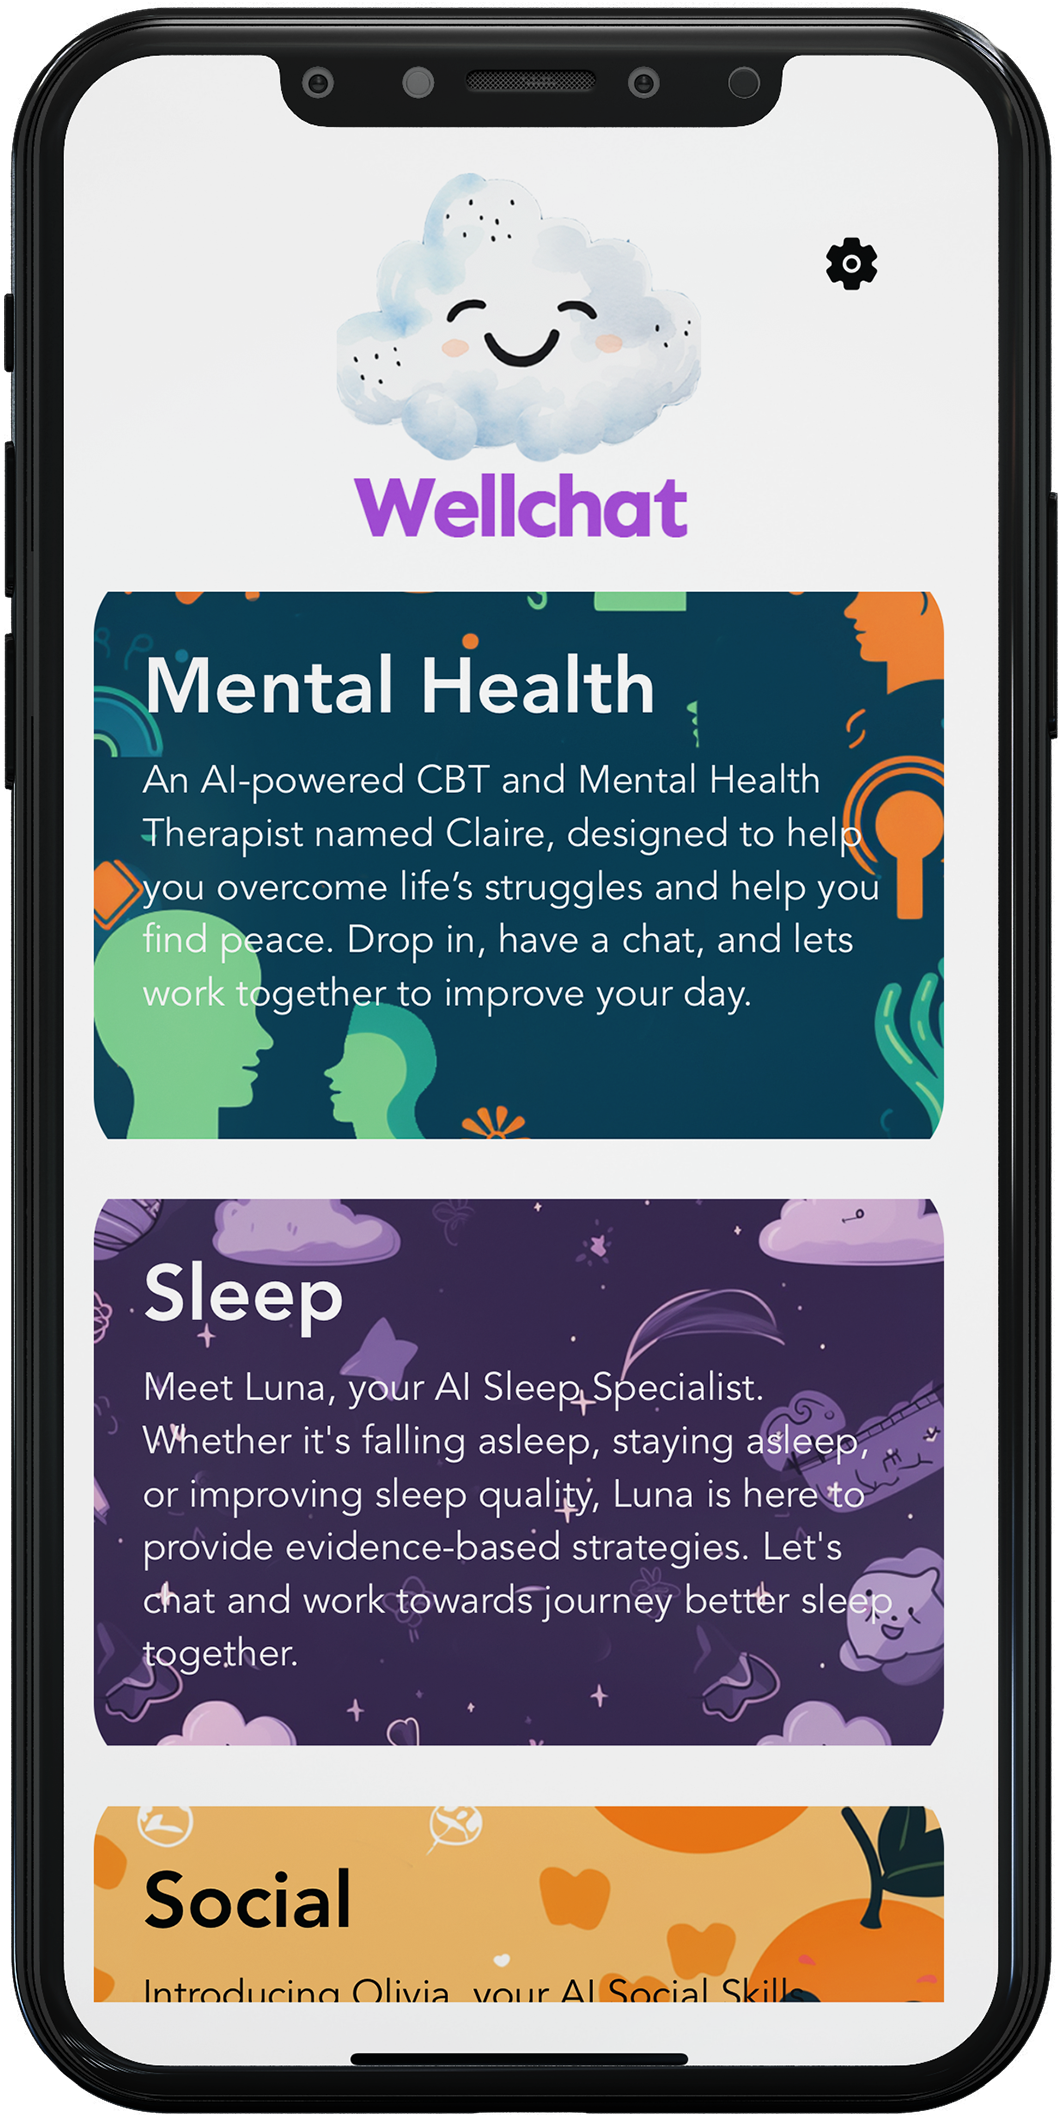 Wellchat
Mental Health
An AI-powered CBT and Mental Health
Therapist named Claire, designed to help
you overcome life’s struggles and help you
find peace. Drop in, have a chat, and lets
work together to improve your day.
Sleep
Meet Luna, your AI Sleep Specialist.
Whether it's falling asleep, staying asleep,
or improving sleep quality, Luna is here to
provide evidence-based strategies. Let's
chat and work towards journey better sleep
together.
Social
Introducing Olivia, your AI Social Skills